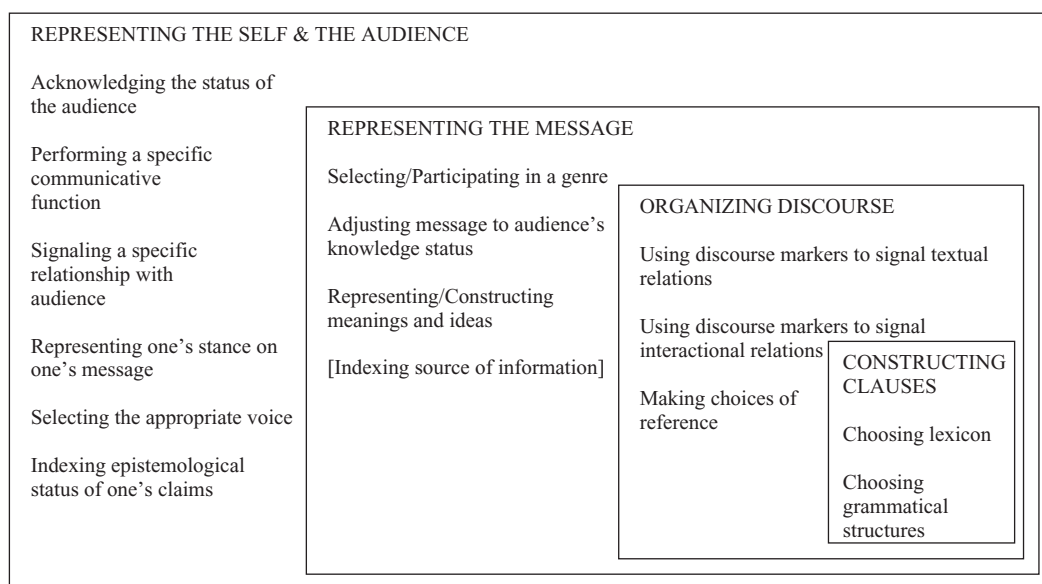 REPRESENTING THE SELF & THE AUDIENCE
Acknowledging the status of
the audience
Performing a specific
communicative
function
Signaling a specific
relationship with
audience
Representing one's stance on
one's message
Selecting the appropriate voice
Indexing epistemological
status of one's claims
REPRESENTING THE MESSAGE
Selecting/Participating in a genre
Adjusting message to audience's
knowledge status
Representing/Constructing
meanings and ideas
[Indexing source of information]
ORGANIZING DISCOURSE
Using discourse markers to signal textual
relations
Using discourse markers to signal
interactional relations
Making choices of
reference
CONSTRUCTING
CLAUSES
Choosing lexicon
Choosing
grammatical
structures